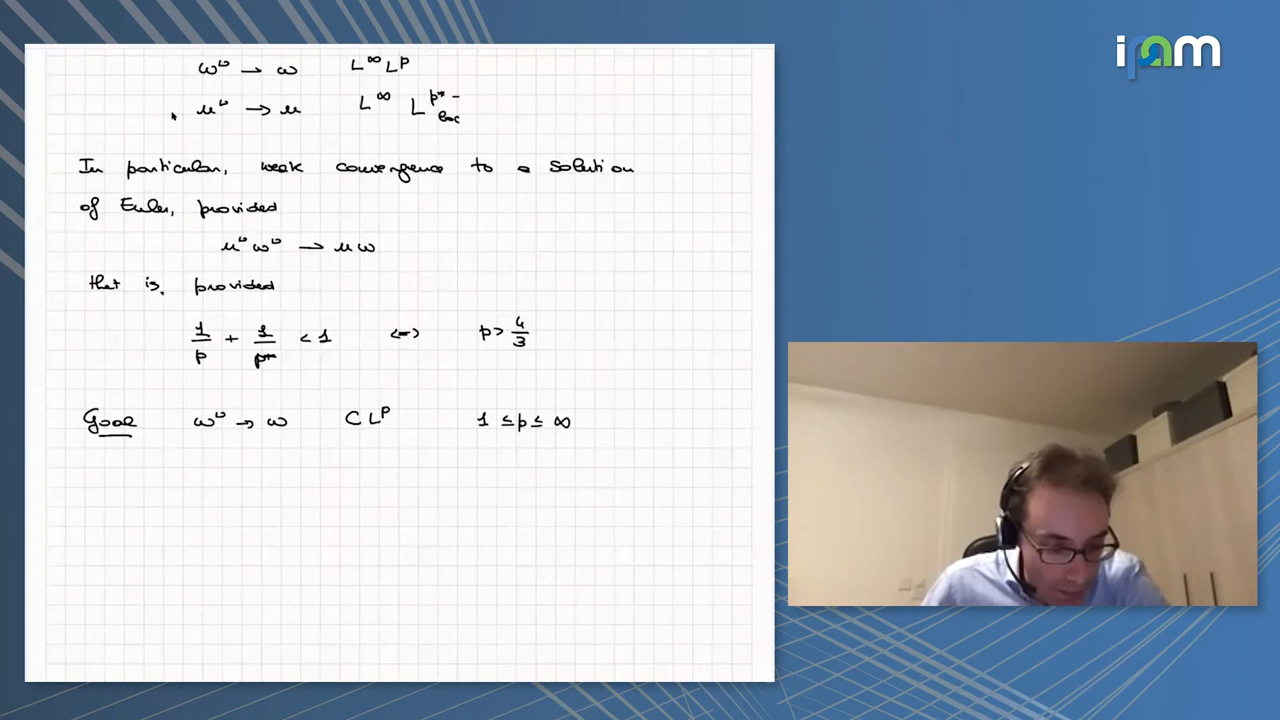 ipam
ω^ν ⇀ ω L^∞ L^p
u^ν → u L^∞ L^{p*-}_{loc}
In particular, weak convergence to a solution
of Euler, provided
u^ν ω^ν → u ω
that is, provided
1/p + 1/p* < 1 <=> p > 4/3
Goal ω^ν → ω C L^p 1 ≤ p ≤ ∞